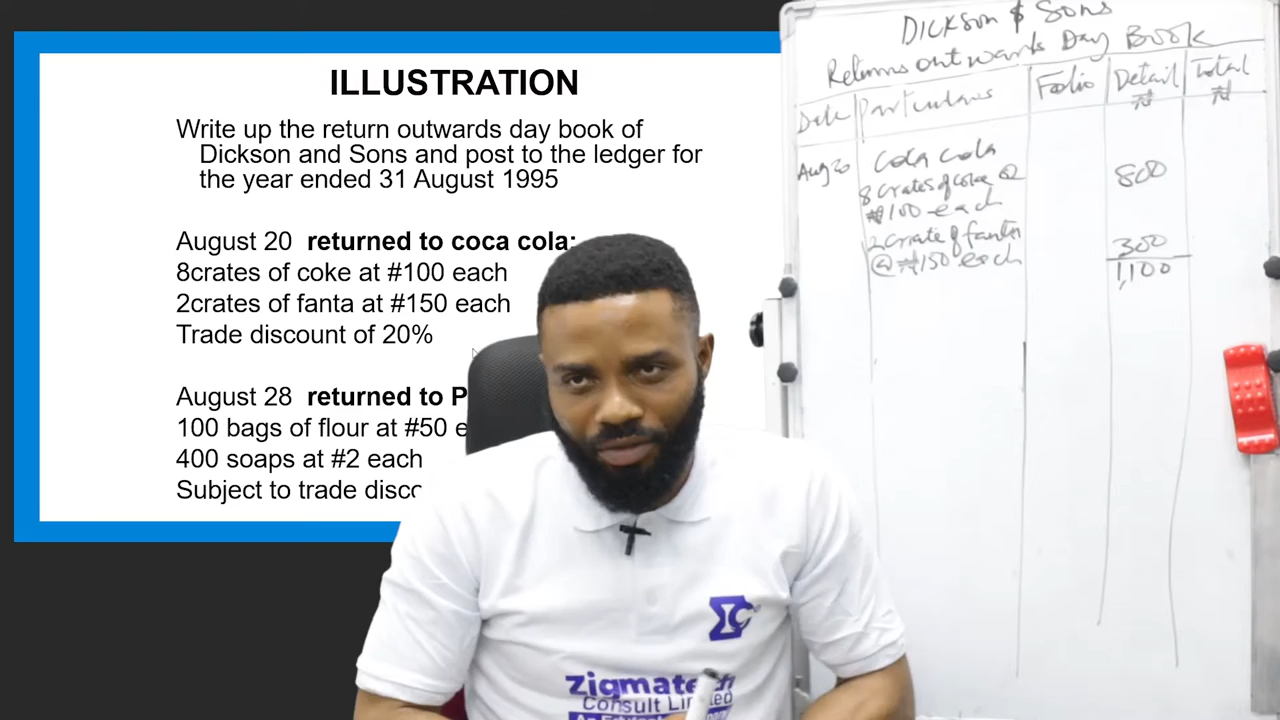 ILLUSTRATION
Write up the return outwards day book of
Dickson and Sons and post to the ledger for
the year ended 31 August 1995
August 20 returned to coca cola:
8crates of coke at #100 each
2crates of fanta at #150 each
Trade discount of 20%
August 28 returned to P
100 bags of flour at #50 e
400 soaps at #2 each
Subject to trade disco
Dickson & Sons
Returns outwards Day Book
Date Particulars Folio Detail Total
₦ ₦
Aug 20 Cola Cola
8 Crates of coke @ 800
₦100 each
2 Crate of fanta 300
@ ₦150 each 1,100
ΣC
Zigmatech
Consult Limited